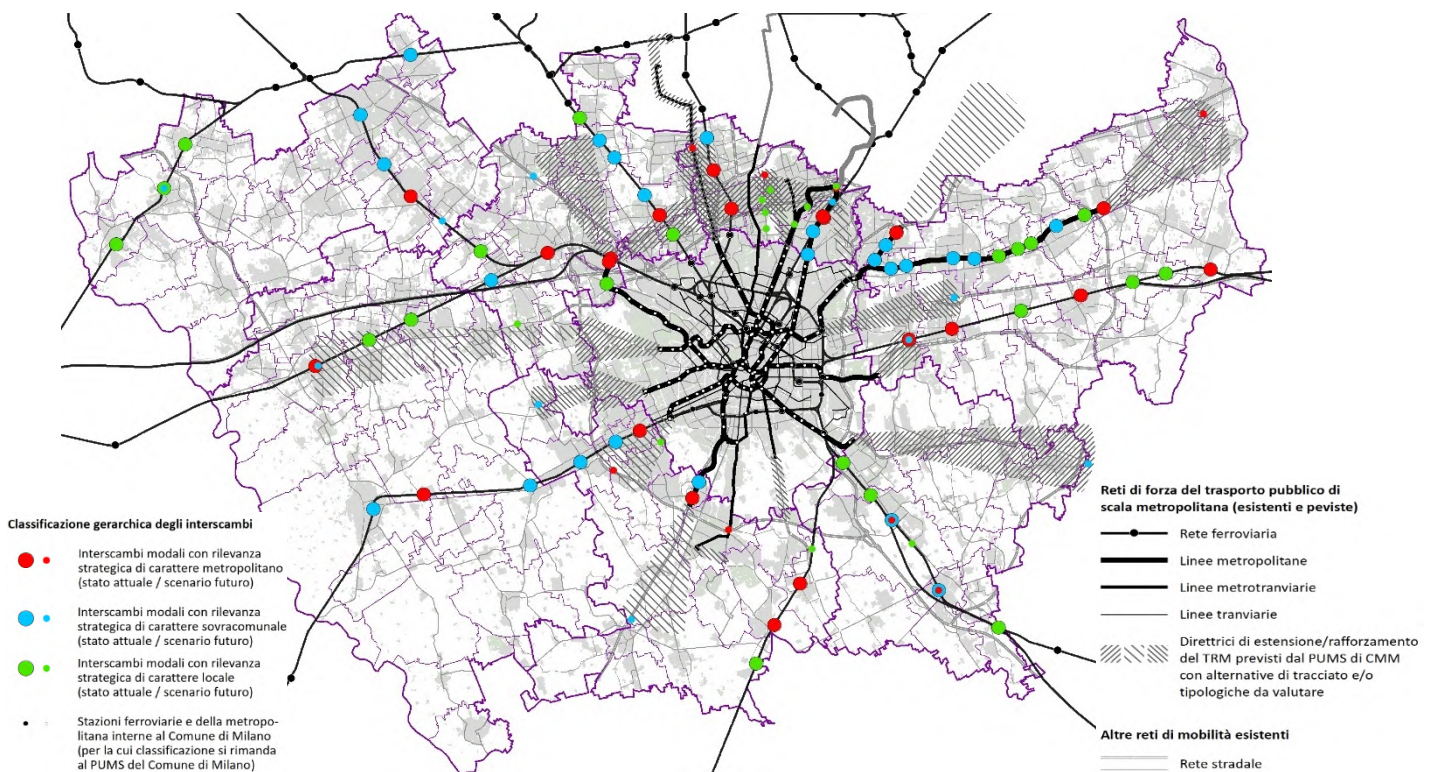 Classificazione gerarchica degli interscambi
Interscambi modali con rilevanza
strategica di carattere metropolitano
(stato attuale / scenario futuro)
Interscambi modali con rilevanza
strategica di carattere sovracomunale
(stato attuale / scenario futuro)
Interscambi modali con rilevanza
strategica di carattere locale
(stato attuale / scenario futuro)
Stazioni ferroviarie e della metropo-
litana interne al Comune di Milano
(per la cui classificazione si rimanda
al PUMS del Comune di Milano)
Reti di forza del trasporto pubblico di
scala metropolitana (esistenti e peviste)
Rete ferroviaria
Linee metropolitane
Linee metrotranviarie
Linee tranviarie
Direttrici di estensione/rafforzamento
del TRM previsti dal PUMS di CMM
con alternative di tracciato e/o
tipologiche da valutare
Altre reti di mobilità esistenti
Rete stradale